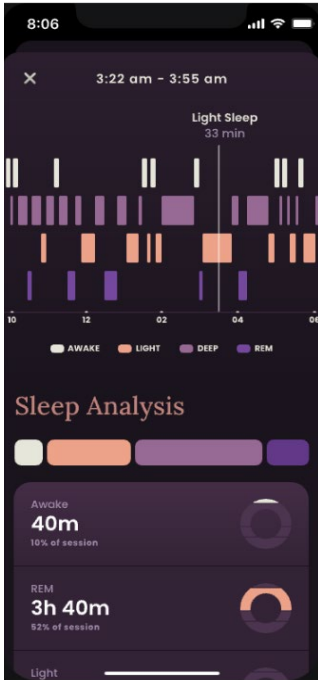 8:06
3:22 am - 3:55 am
Light Sleep
33 min
10 12 02 04 06
AWAKE LIGHT DEEP REM
Sleep Analysis
Awake
40m
10% of session
REM
3h 40m
52% of session
Light